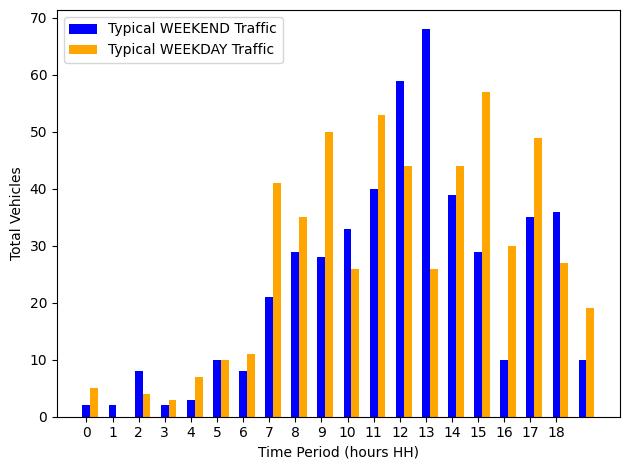 Typical WEEKEND Traffic
Typical WEEKDAY Traffic
70
60
50
40
30
20
10
0
Total Vehicles
0 1 2 3 4 5 6 7 8 9 10 11 12 13 14 15 16 17 18
Time Period (hours HH)